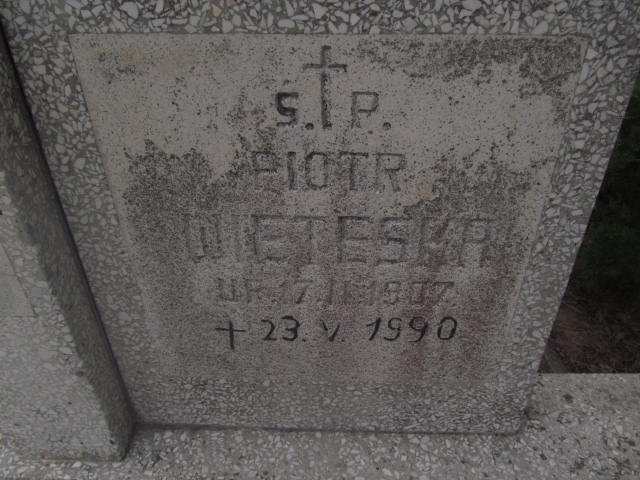 Ś.†P.
PIOTR
WIETESKA
UR. 17.II.1907
+ 23. V. 1990